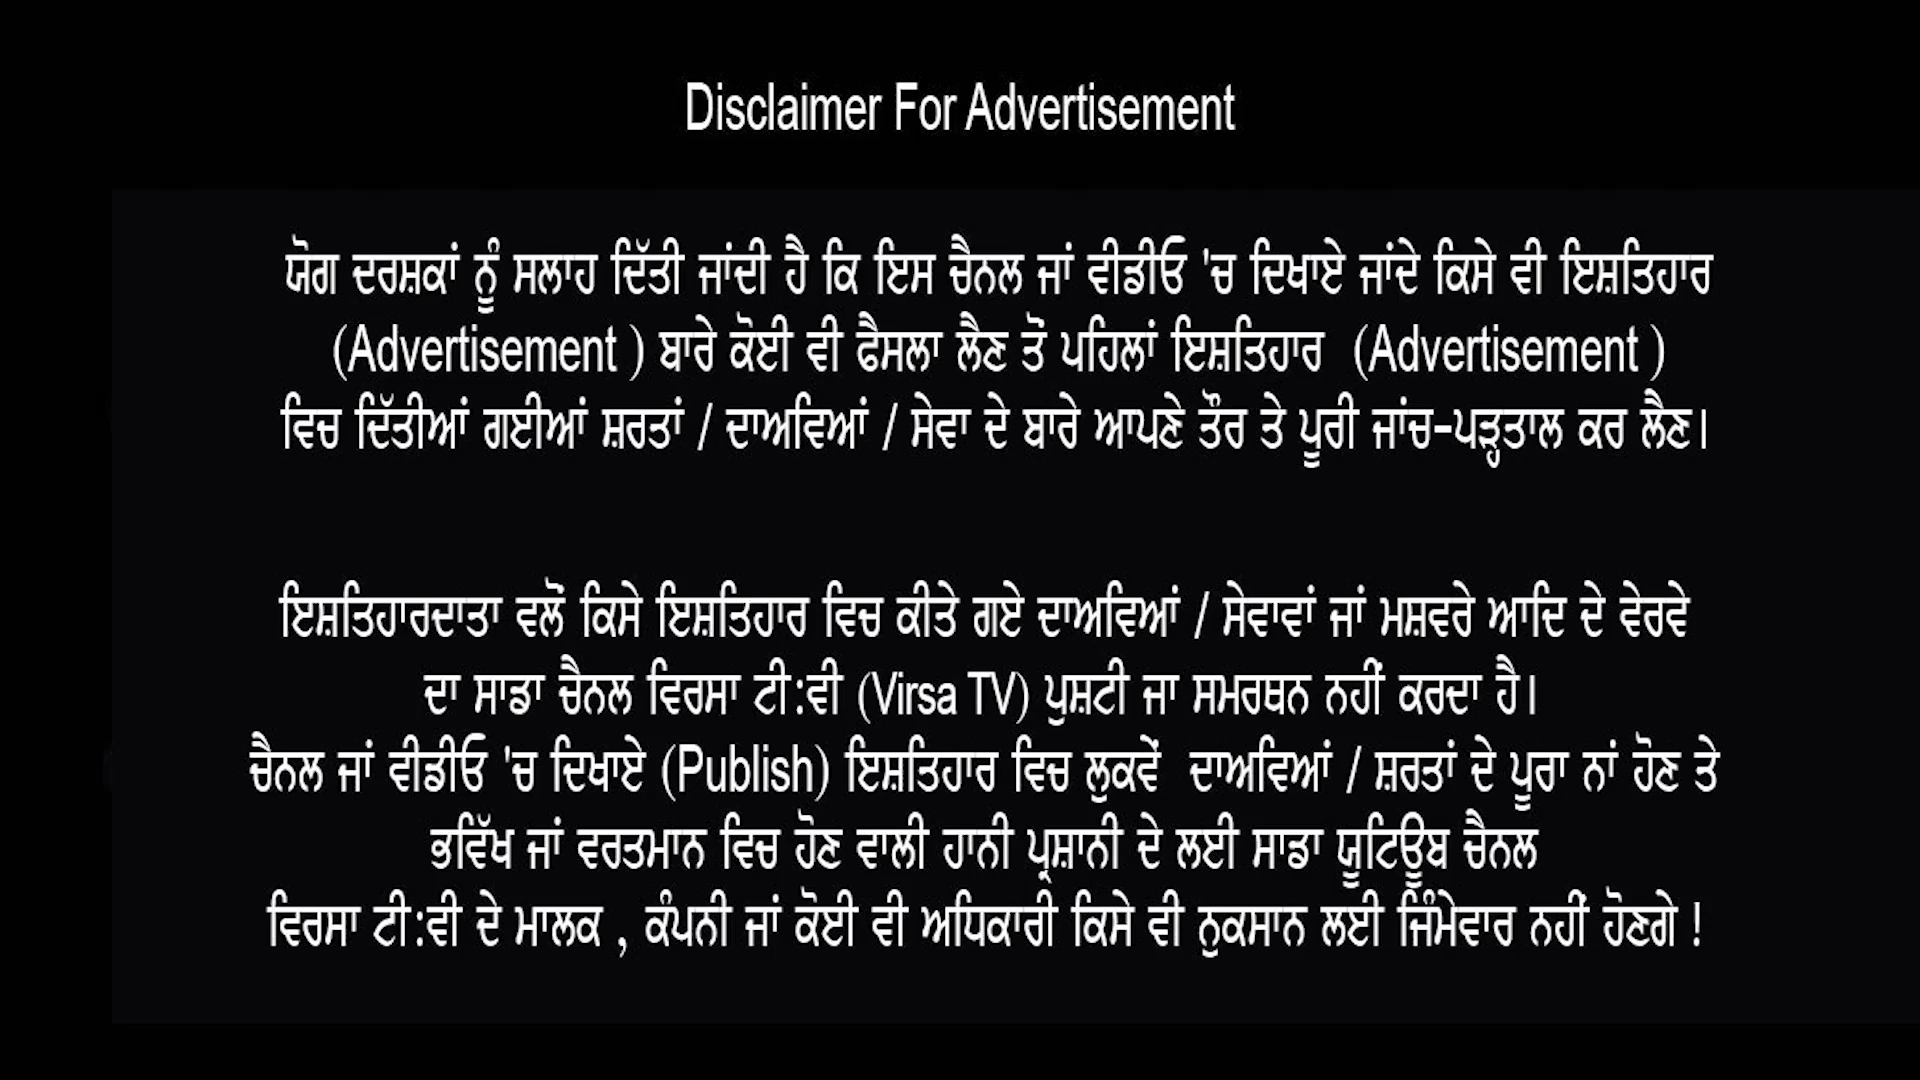 Disclaimer For Advertisement
ਯੋਗ ਦਰਸ਼ਕਾਂ ਨੂੰ ਸਲਾਹ ਦਿੱਤੀ ਜਾਂਦੀ ਹੈ ਕਿ ਇਸ ਚੈਨਲ ਜਾਂ ਵੀਡੀਓ 'ਚ ਦਿਖਾਏ ਜਾਂਦੇ ਕਿਸੇ ਵੀ ਇਸ਼ਤਿਹਾਰ
(Advertisement ) ਬਾਰੇ ਕੋਈ ਵੀ ਫੈਸਲਾ ਲੈਣ ਤੋਂ ਪਹਿਲਾਂ ਇਸ਼ਤਿਹਾਰ (Advertisement )
ਵਿਚ ਦਿੱਤੀਆਂ ਗਈਆਂ ਸ਼ਰਤਾਂ / ਦਾਅਵਿਆਂ / ਸੇਵਾ ਦੇ ਬਾਰੇ ਆਪਣੇ ਤੌਰ ਤੇ ਪੂਰੀ ਜਾਂਚ-ਪੜ੍ਹਤਾਲ ਕਰ ਲੈਣ।
ਇਸ਼ਤਿਹਾਰਦਾਤਾ ਵਲੋਂ ਕਿਸੇ ਇਸ਼ਤਿਹਾਰ ਵਿਚ ਕੀਤੇ ਗਏ ਦਾਅਵਿਆਂ / ਸੇਵਾਵਾਂ ਜਾਂ ਮਸ਼ਵਰੇ ਆਦਿ ਦੇ ਵੇਰਵੇ
ਦਾ ਸਾਡਾ ਚੈਨਲ ਵਿਰਸਾ ਟੀ:ਵੀ (Virsa TV) ਪੁਸ਼ਟੀ ਜਾ ਸਮਰਥਨ ਨਹੀਂ ਕਰਦਾ ਹੈ।
ਚੈਨਲ ਜਾਂ ਵੀਡੀਓ 'ਚ ਦਿਖਾਏ (Publish) ਇਸ਼ਤਿਹਾਰ ਵਿਚ ਲੁਕਵੇਂ ਦਾਅਵਿਆਂ / ਸ਼ਰਤਾਂ ਦੇ ਪੂਰਾ ਨਾਂ ਹੋਣ ਤੇ
ਭਵਿੱਖ ਜਾਂ ਵਰਤਮਾਨ ਵਿਚ ਹੋਣ ਵਾਲੀ ਹਾਨੀ ਪ੍ਰਸ਼ਾਨੀ ਦੇ ਲਈ ਸਾਡਾ ਯੂਟਿਊਬ ਚੈਨਲ
ਵਿਰਸਾ ਟੀ:ਵੀ ਦੇ ਮਾਲਕ , ਕੰਪਨੀ ਜਾਂ ਕੋਈ ਵੀ ਅਧਿਕਾਰੀ ਕਿਸੇ ਵੀ ਨੁਕਸਾਨ ਲਈ ਜਿੰਮੇਵਾਰ ਨਹੀਂ ਹੋਣਗੇ !